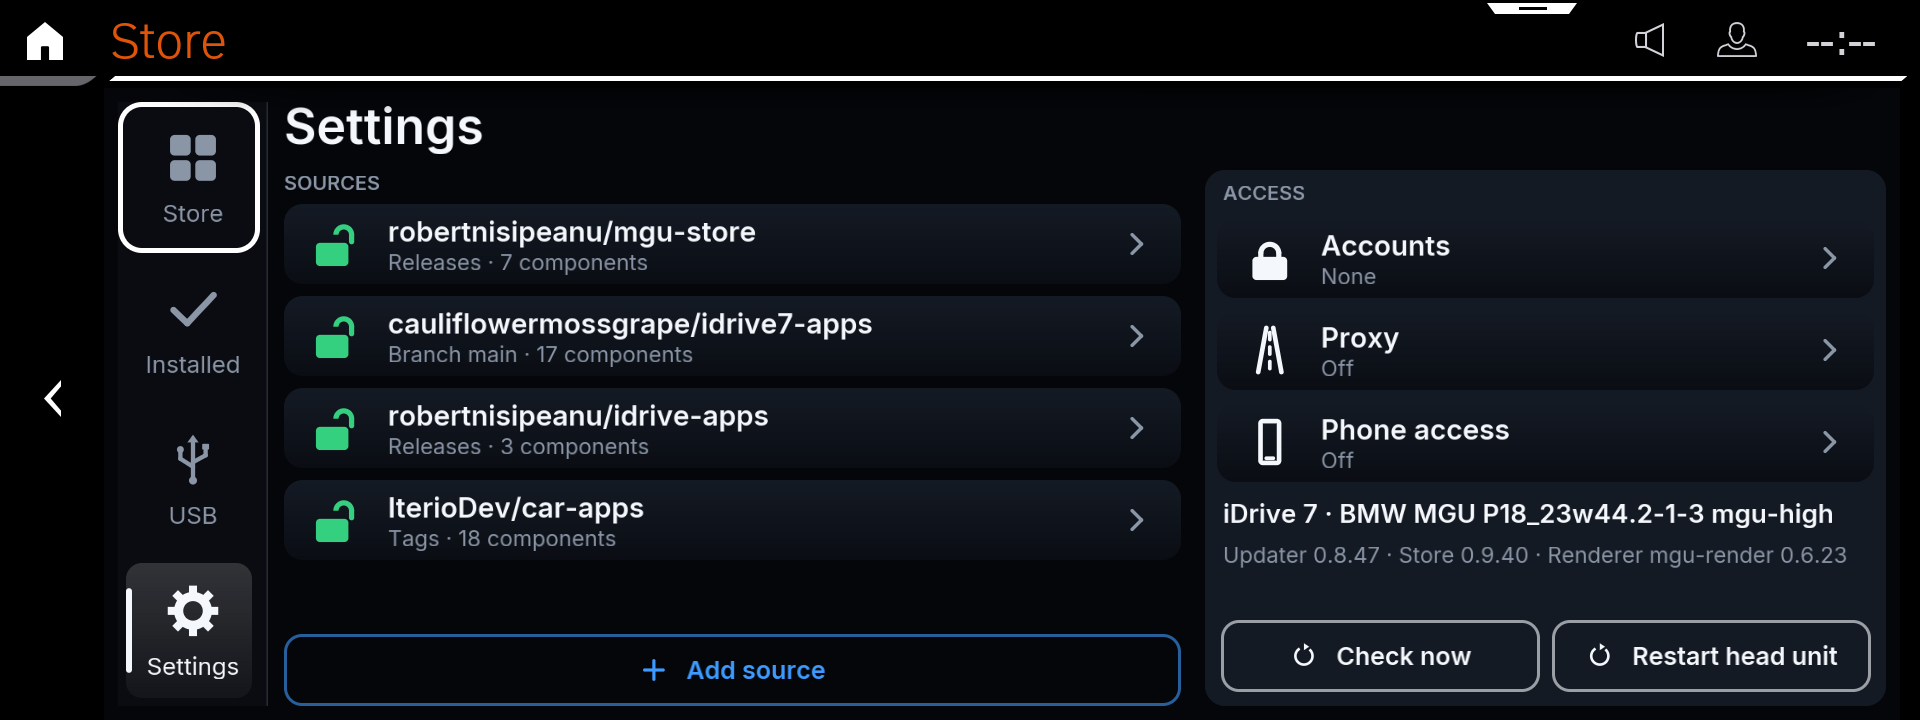 Store
--:--
Settings
Store
Installed
USB
Settings
SOURCES
robertnisipeanu/mgu-store
Releases · 7 components
cauliflowermossgrape/idrive7-apps
Branch main · 17 components
robertnisipeanu/idrive-apps
Releases · 3 components
IterioDev/car-apps
Tags · 18 components
Add source
ACCESS
Accounts
None
Proxy
Off
Phone access
Off
iDrive 7 · BMW MGU P18_23w44.2-1-3 mgu-high
Updater 0.8.47 · Store 0.9.40 · Renderer mgu-render 0.6.23
Check now
Restart head unit